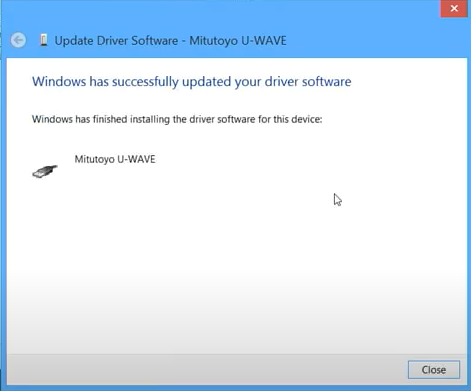 Update Driver Software - Mitutoyo U-WAVE
Windows has successfully updated your driver software
Windows has finished installing the driver software for this device:
Mitutoyo U-WAVE
Close